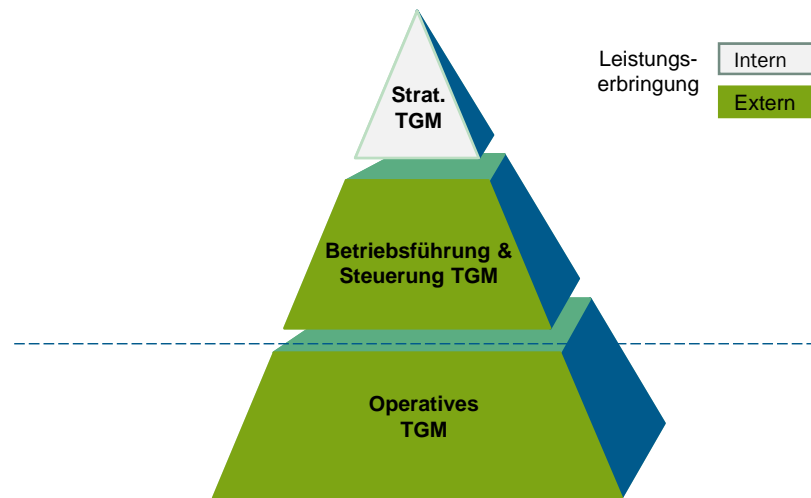 Leistungs-
erbringung
Intern
Extern
Strat.
TGM
Betriebsführung &
Steuerung TGM
Operatives
TGM